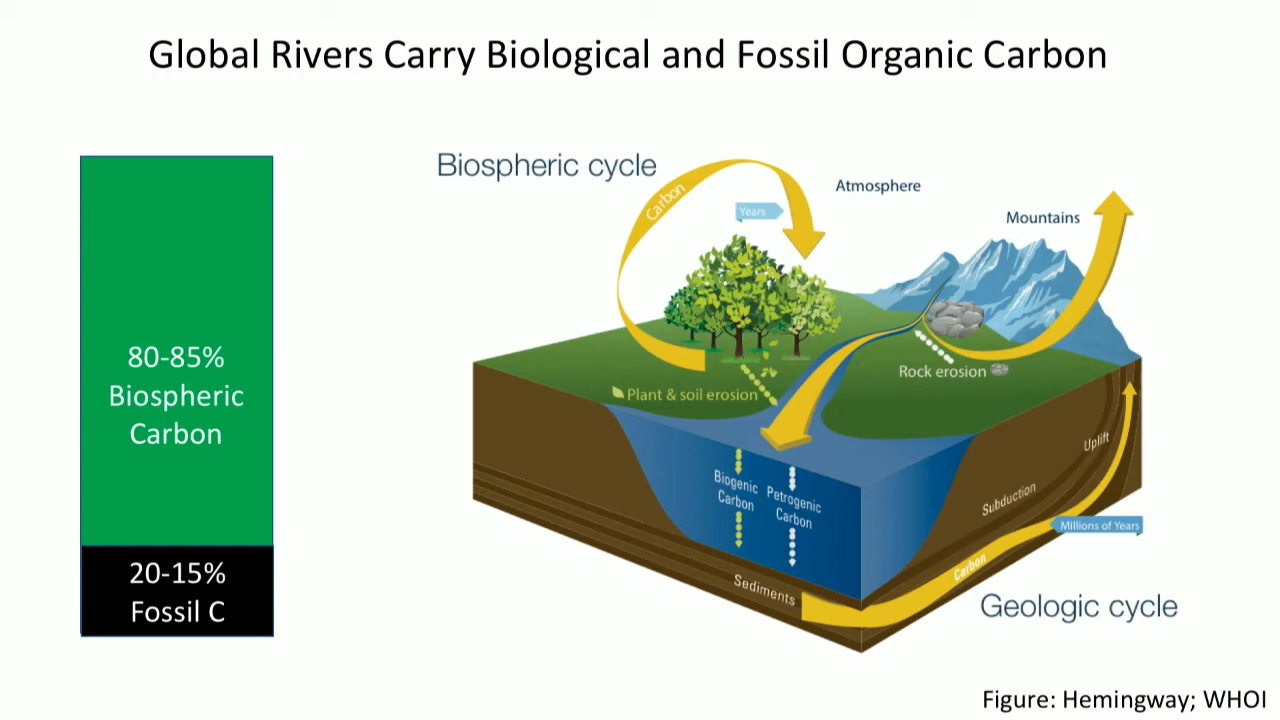 Global Rivers Carry Biological and Fossil Organic Carbon
80-85%
Biospheric
Carbon
20-15%
Fossil C
Biospheric cycle
Carbon
Years
Atmosphere
Mountains
Rock erosion
Plant & soil erosion
Biogenic
Carbon
Petrogenic
Carbon
Sediments
Uplift
Subduction
Millions of Years
Carbon
Geologic cycle
Figure: Hemingway; WHOI